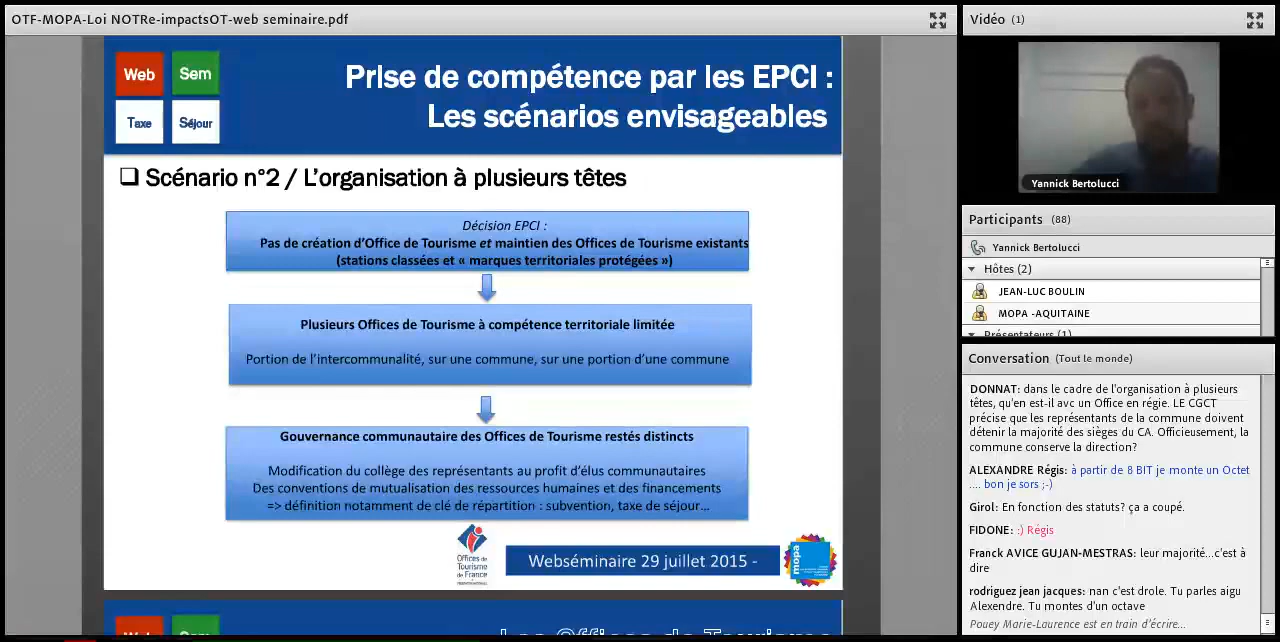 OTF-MOPA-Loi NOTRe-impactsOT-web seminaire.pdf
Web
Sem
Taxe
Séjour
Prise de compétence par les EPCI :
Les scénarios envisageables
Scénario n°2 / L’organisation à plusieurs têtes
Décision EPCI :
Pas de création d’Office de Tourisme et maintien des Offices de Tourisme existants
(stations classées et « marques territoriales protégées »)
Plusieurs Offices de Tourisme à compétence territoriale limitée
Portion de l’intercommunalité, sur une commune, sur une portion d’une commune
Gouvernance communautaire des Offices de Tourisme restés distincts
Modification du collège des représentants au profit d’élus communautaires
Des conventions de mutualisation des ressources humaines et des financements
=> définition notamment de clé de répartition : subvention, taxe de séjour…
Offices de
Tourisme
de France
Webséminaire 29 juillet 2015 -
mopa
Vidéo (1)
Yannick Bertolucci
Participants (88)
Yannick Bertolucci
Hôtes (2)
JEAN-LUC BOULIN
MOPA -AQUITAINE
Présentateurs (1)
Conversation (Tout le monde)
DONNAT: dans le cadre de l'organisation à plusieurs
têtes, qu'en est-il avc un Office en régie. LE CGCT
précise que les représentants de la commune doivent
détenir la majorité des sièges du CA. Officieusement, la
commune conserve la direction?
ALEXANDRE Régis: à partir de 8 BIT je monte un Octet
.... bon je sors ;-)
Girol: En fonction des statuts? ça a coupé.
FIDONE: :) Régis
Franck AVICE GUJAN-MESTRAS: leur majorité...c'est à
dire
rodriguez jean jacques: nan c'est drole. Tu parles aigu
Alexendre. Tu montes d'un octave
Pouey Marie-Laurence est en train d'écrire...